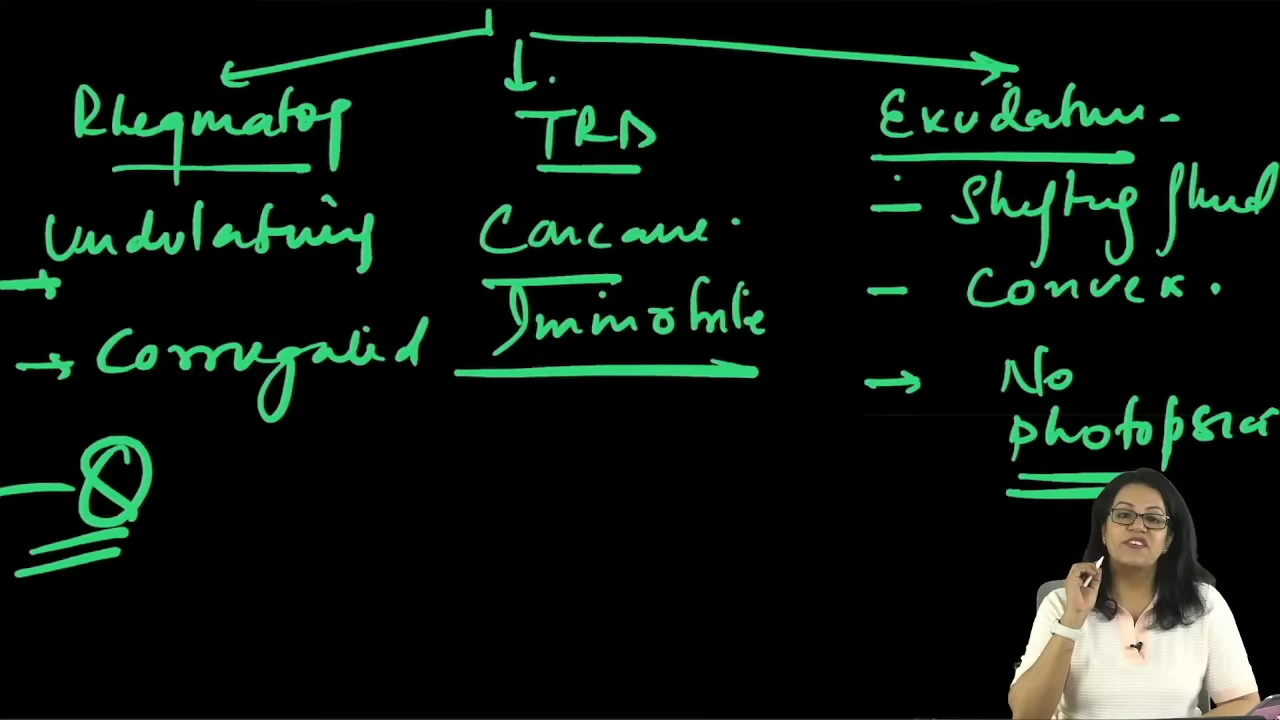 Rhegmatog
Undulating
→ Corrugated
TRD
Concave.
Immobile
Exudative.
- Shifting fluid
- Convex.
→ No
photopsia